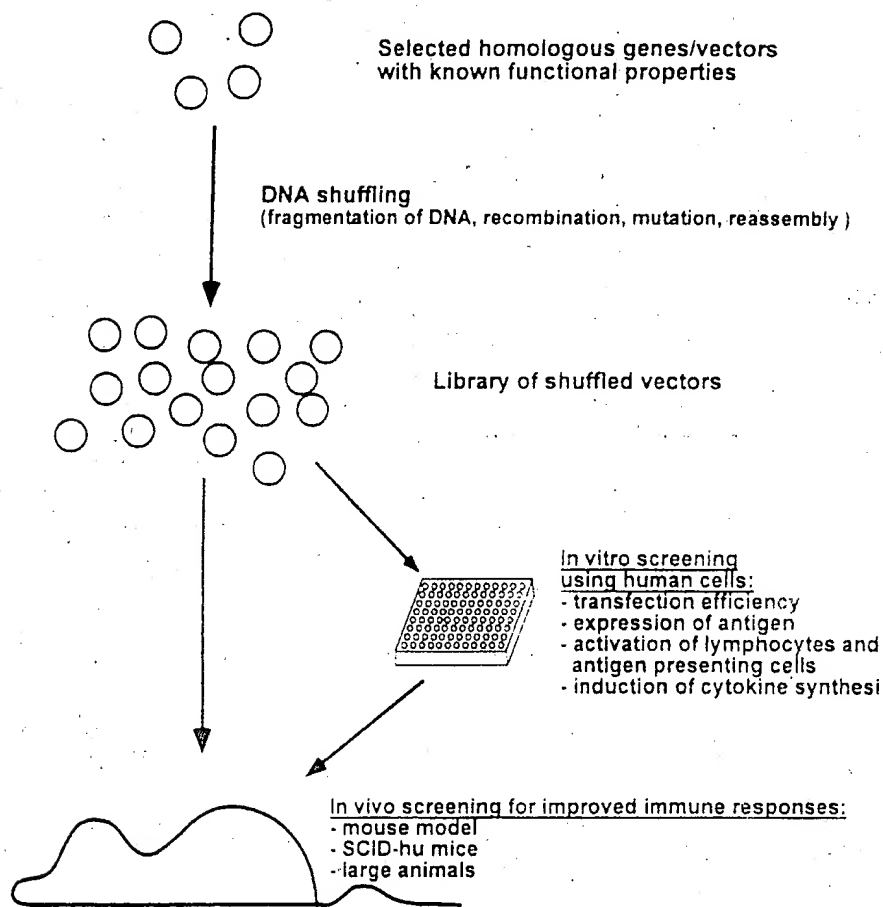 Selected homologous genes/vectors
with known functional properties
DNA shuffling
(fragmentation of DNA, recombination, mutation, reassembly )
Library of shuffled vectors
In vitro screening
using human cells:
- transfection efficiency
- expression of antigen
- activation of lymphocytes and
antigen presenting cells
- induction of cytokine synthesi
In vivo screening for improved immune responses:
- mouse model
- SCID-hu mice
- large animals